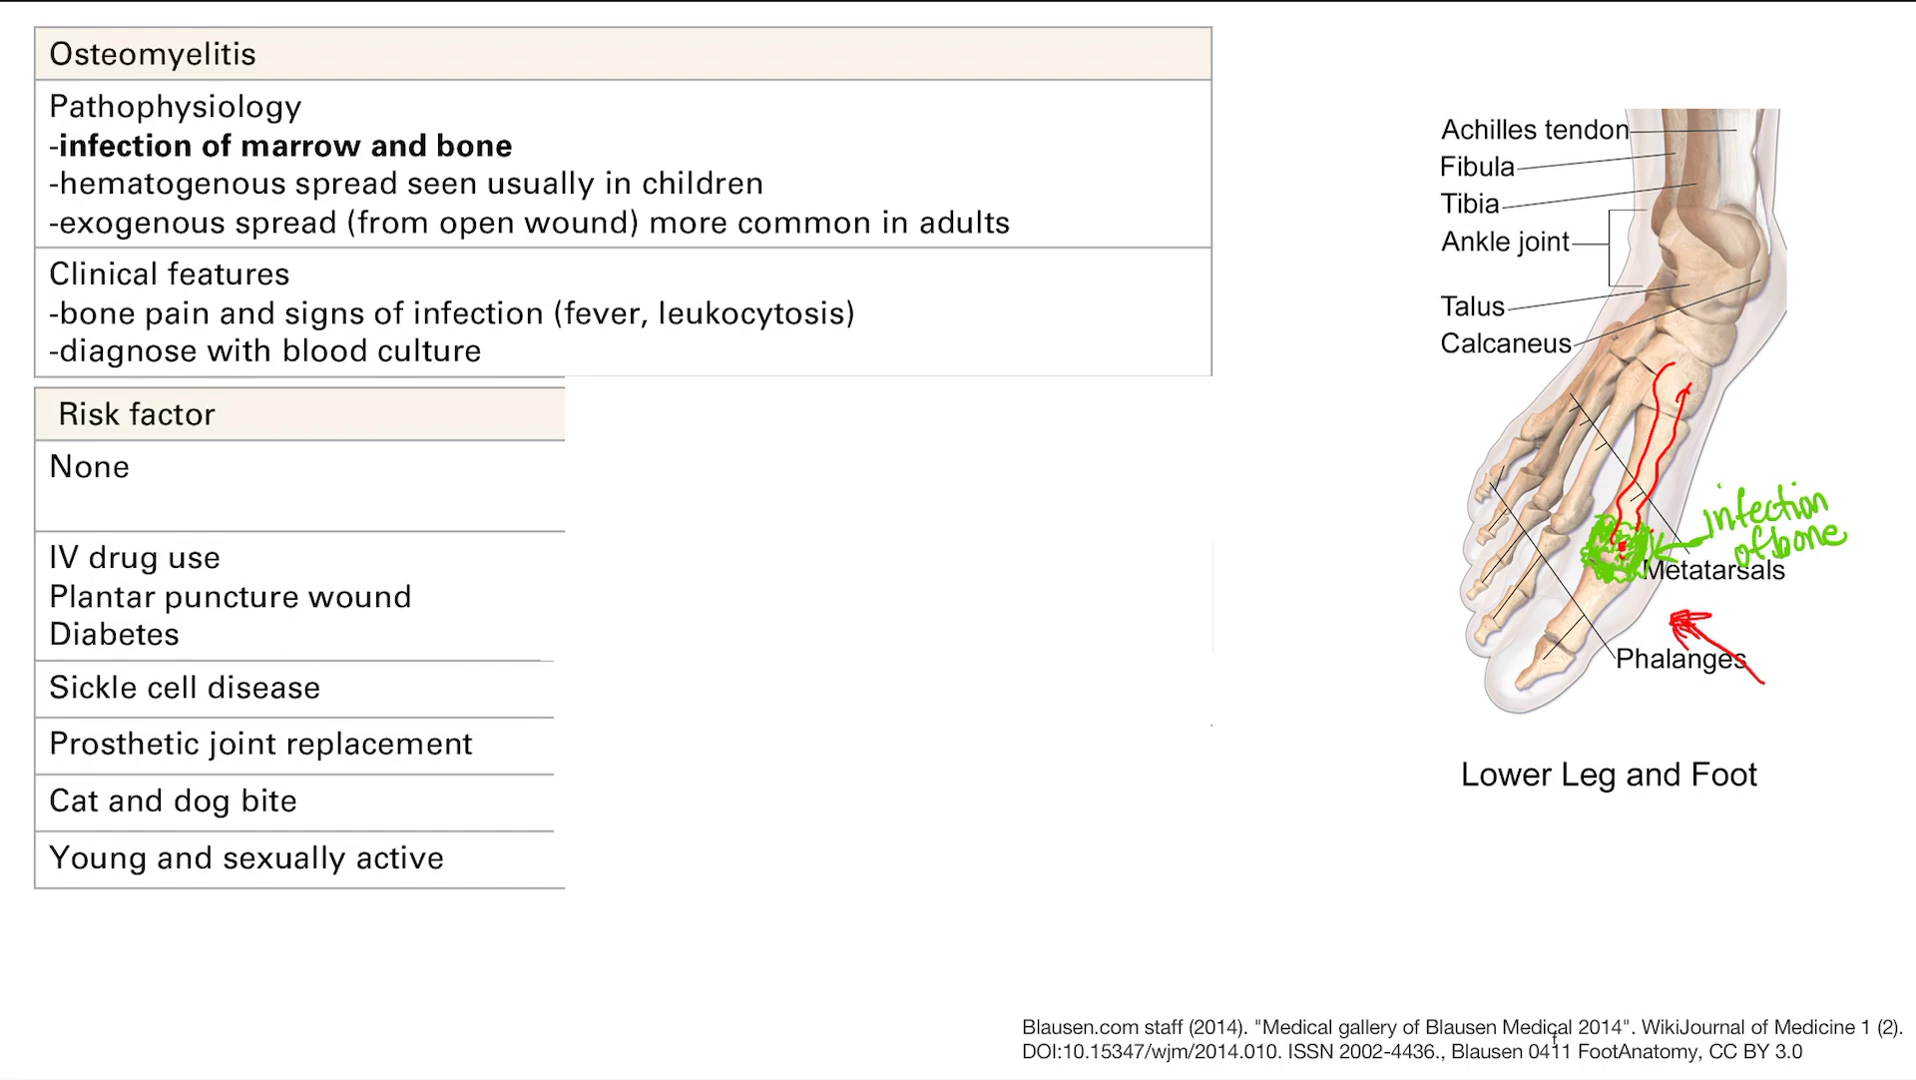 Osteomyelitis
Pathophysiology
-infection of marrow and bone
-hematogenous spread seen usually in children
-exogenous spread (from open wound) more common in adults
Clinical features
-bone pain and signs of infection (fever, leukocytosis)
-diagnose with blood culture
Risk factor
None
IV drug use
Plantar puncture wound
Diabetes
Sickle cell disease
Prosthetic joint replacement
Cat and dog bite
Young and sexually active
Achilles tendon
Fibula
Tibia
Ankle joint
Talus
Calcaneus
infection
of bone
Metatarsals
Phalanges
Lower Leg and Foot
Blausen.com staff (2014). "Medical gallery of Blausen Medical 2014". WikiJournal of Medicine 1 (2).
DOI:10.15347/wjm/2014.010. ISSN 2002-4436., Blausen 0411 FootAnatomy, CC BY 3.0